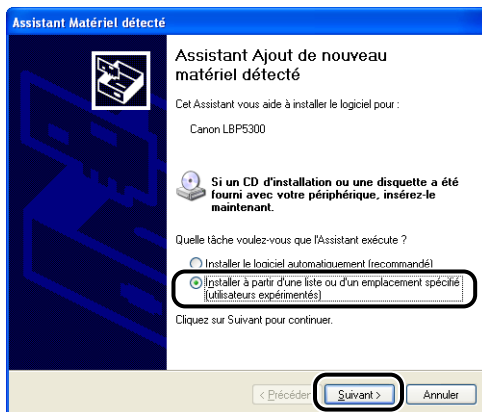 Assistant Matériel détecté
Assistant Ajout de nouveau
matériel détecté
Cet Assistant vous aide à installer le logiciel pour :
Canon LBP5300
Si un CD d'installation ou une disquette a été
fourni avec votre périphérique, insérez-le
maintenant.
Quelle tâche voulez-vous que l'Assistant exécute ?
Installer le logiciel automatiquement (recommandé)
Installer à partir d'une liste ou d'un emplacement spécifié
(utilisateurs expérimentés)
Cliquez sur Suivant pour continuer.
< Précédent Suivant > Annuler